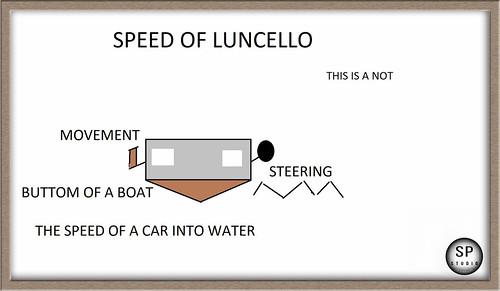 SPEED OF LUNCELLO
THIS IS A NOT
MOVEMENT
STEERING
BUTTOM OF A BOAT
THE SPEED OF A CAR INTO WATER
SP
STUDIO